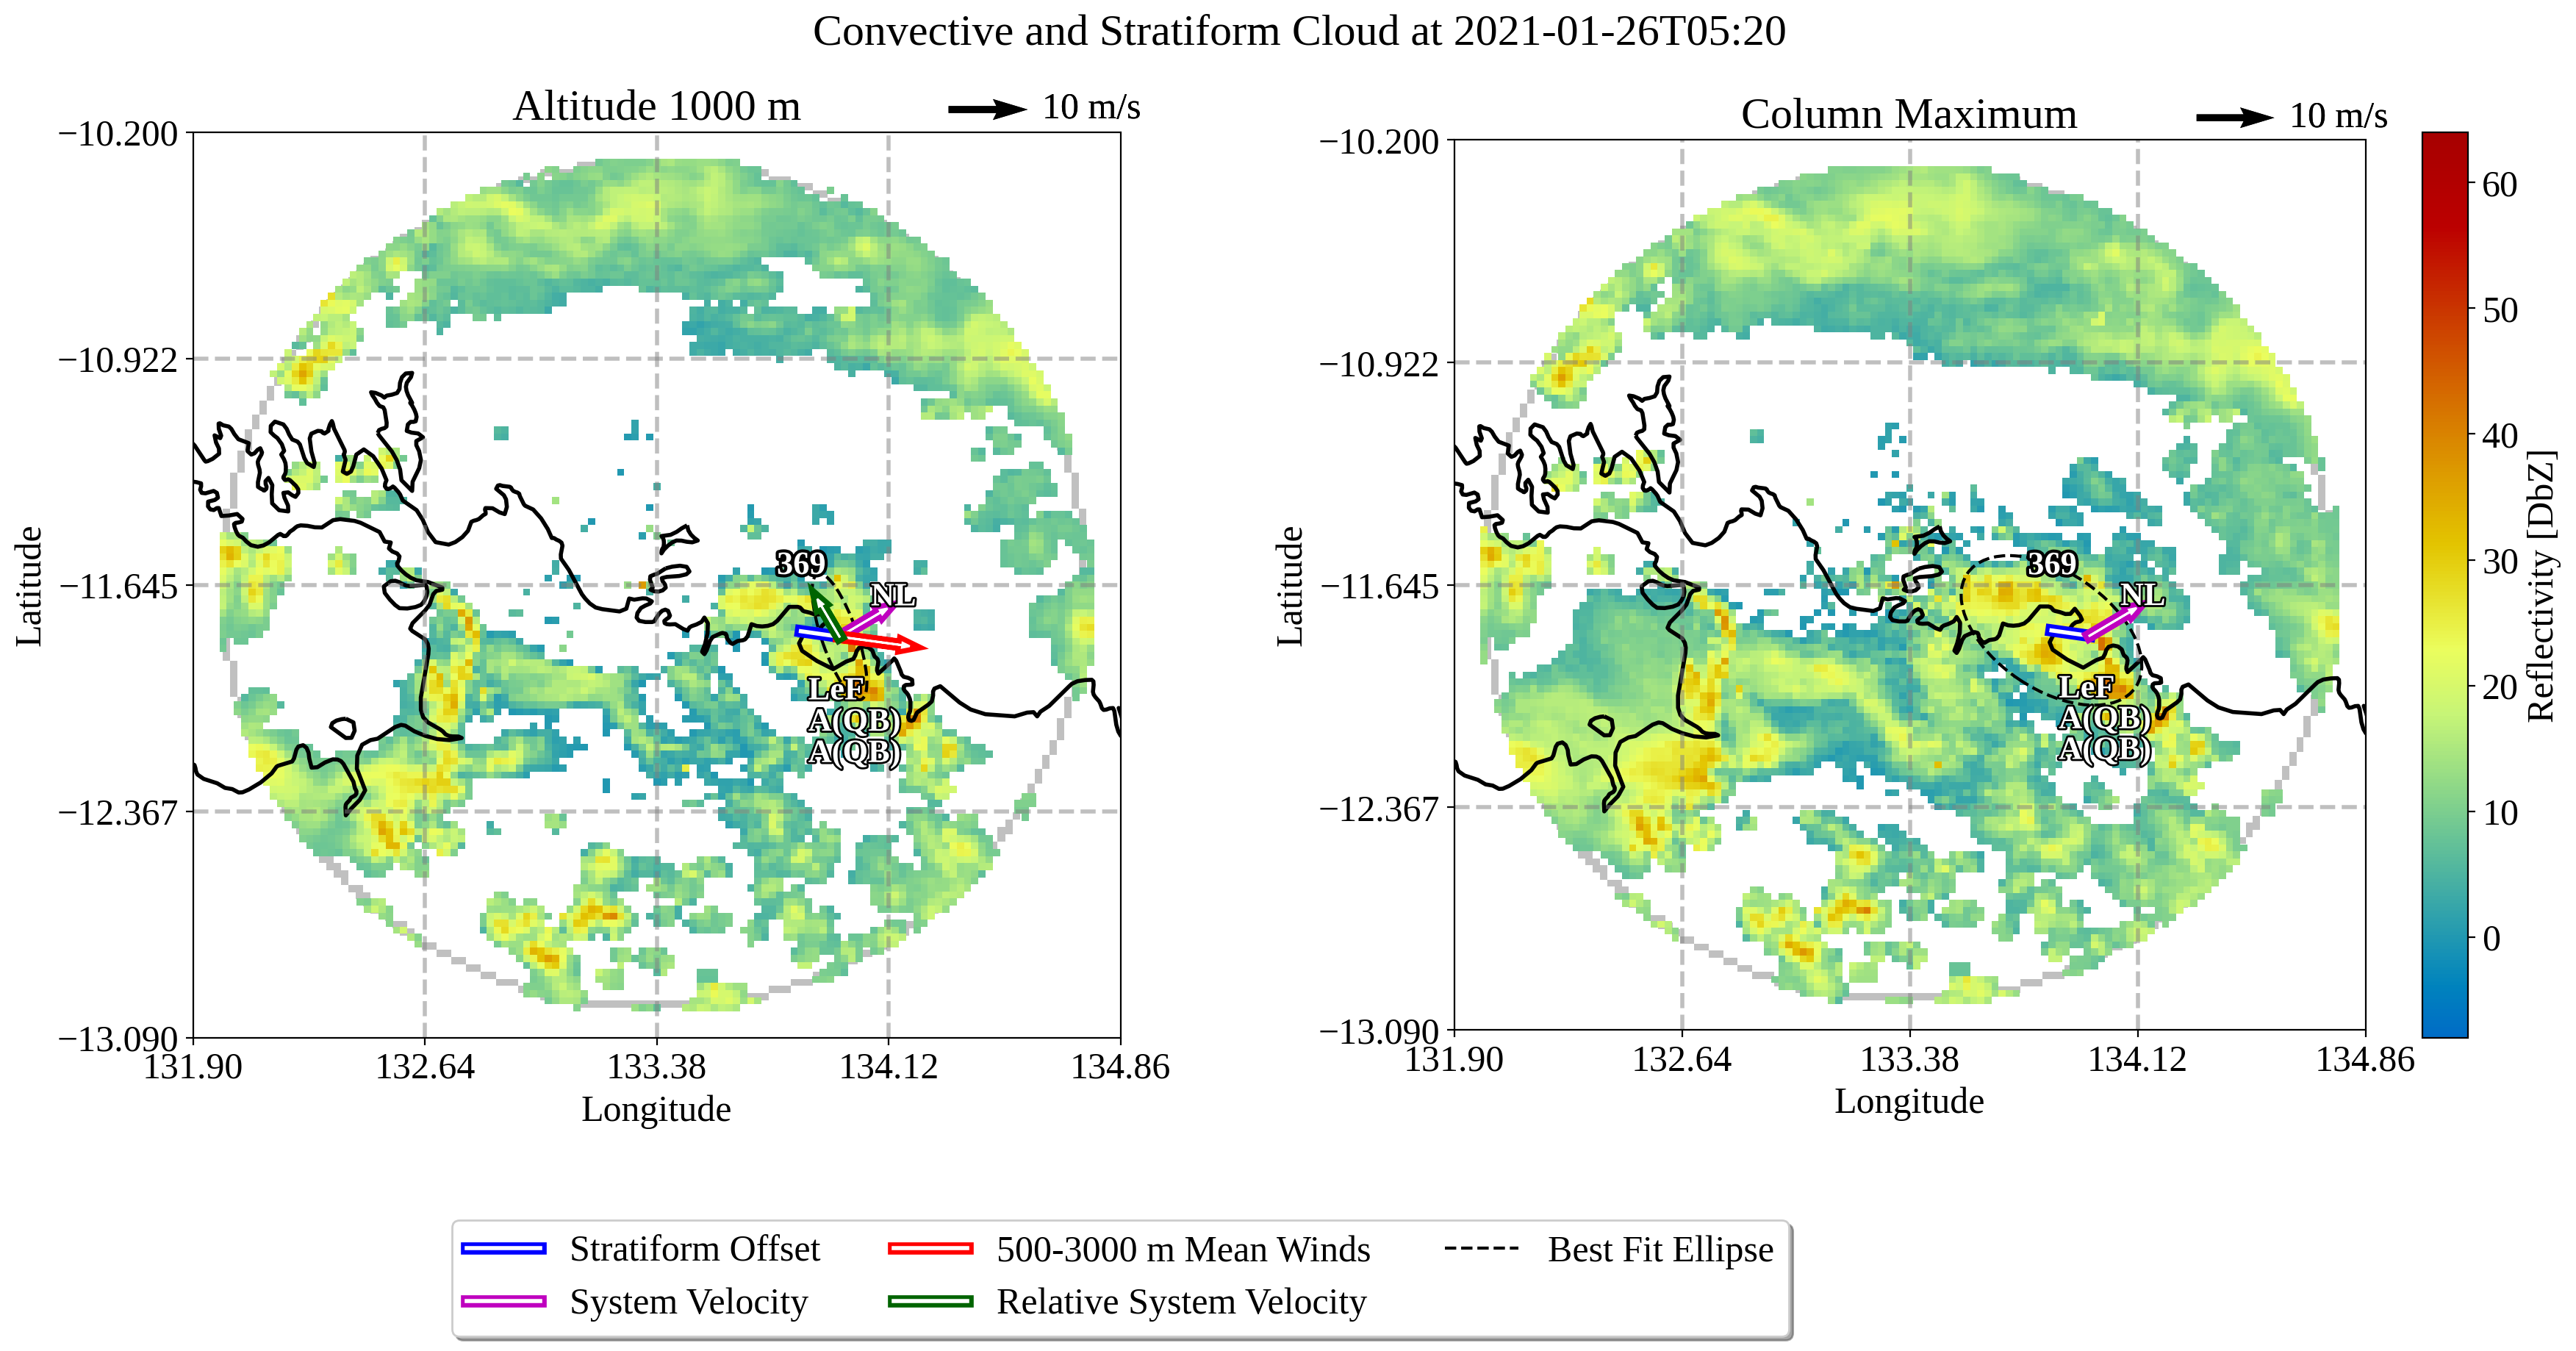 Convective and Stratiform Cloud at 2021-01-26T05:20
Altitude 1000 m
10 m/s
−10.200
−10.922
−11.645
−12.367
−13.090
Latitude
369
NL
LeF
A(QB)
A(QB)
131.90
132.64
133.38
134.12
134.86
Longitude
Column Maximum
10 m/s
−10.200
−10.922
−11.645
−12.367
−13.090
Latitude
369
NL
LeF
A(QB)
A(QB)
131.90
132.64
133.38
134.12
134.86
Longitude
60
50
40
30
20
10
0
Reflectivity [DbZ]
Stratiform Offset
System Velocity
500-3000 m Mean Winds
Relative System Velocity
Best Fit Ellipse